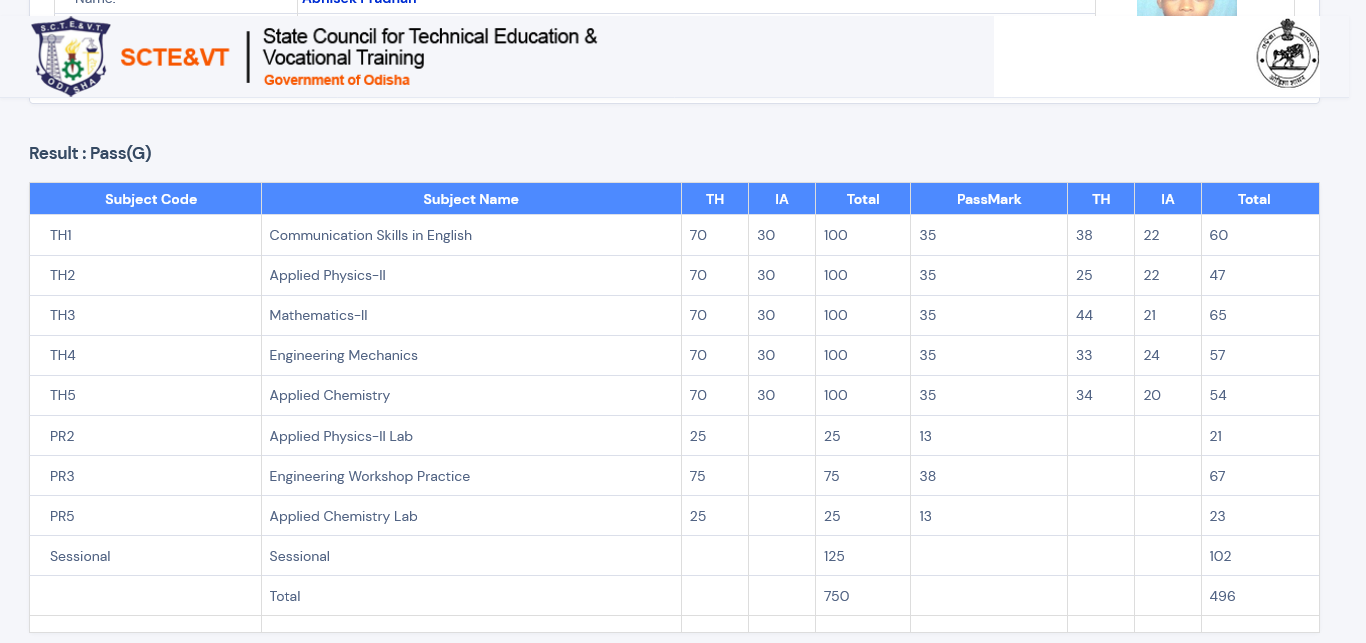 Name: Abhisek Pradhan
S.C.T.E.&V.T.
ODISHA
SCTE&VT
State Council for Technical Education &
Vocational Training
Government of Odisha
Result : Pass(G)
Subject Code Subject Name TH IA Total PassMark TH IA Total
TH1 Communication Skills in English 70 30 100 35 38 22 60
TH2 Applied Physics-II 70 30 100 35 25 22 47
TH3 Mathematics-II 70 30 100 35 44 21 65
TH4 Engineering Mechanics 70 30 100 35 33 24 57
TH5 Applied Chemistry 70 30 100 35 34 20 54
PR2 Applied Physics-II Lab 25 25 13 21
PR3 Engineering Workshop Practice 75 75 38 67
PR5 Applied Chemistry Lab 25 25 13 23
Sessional Sessional 125 102
Total 750 496